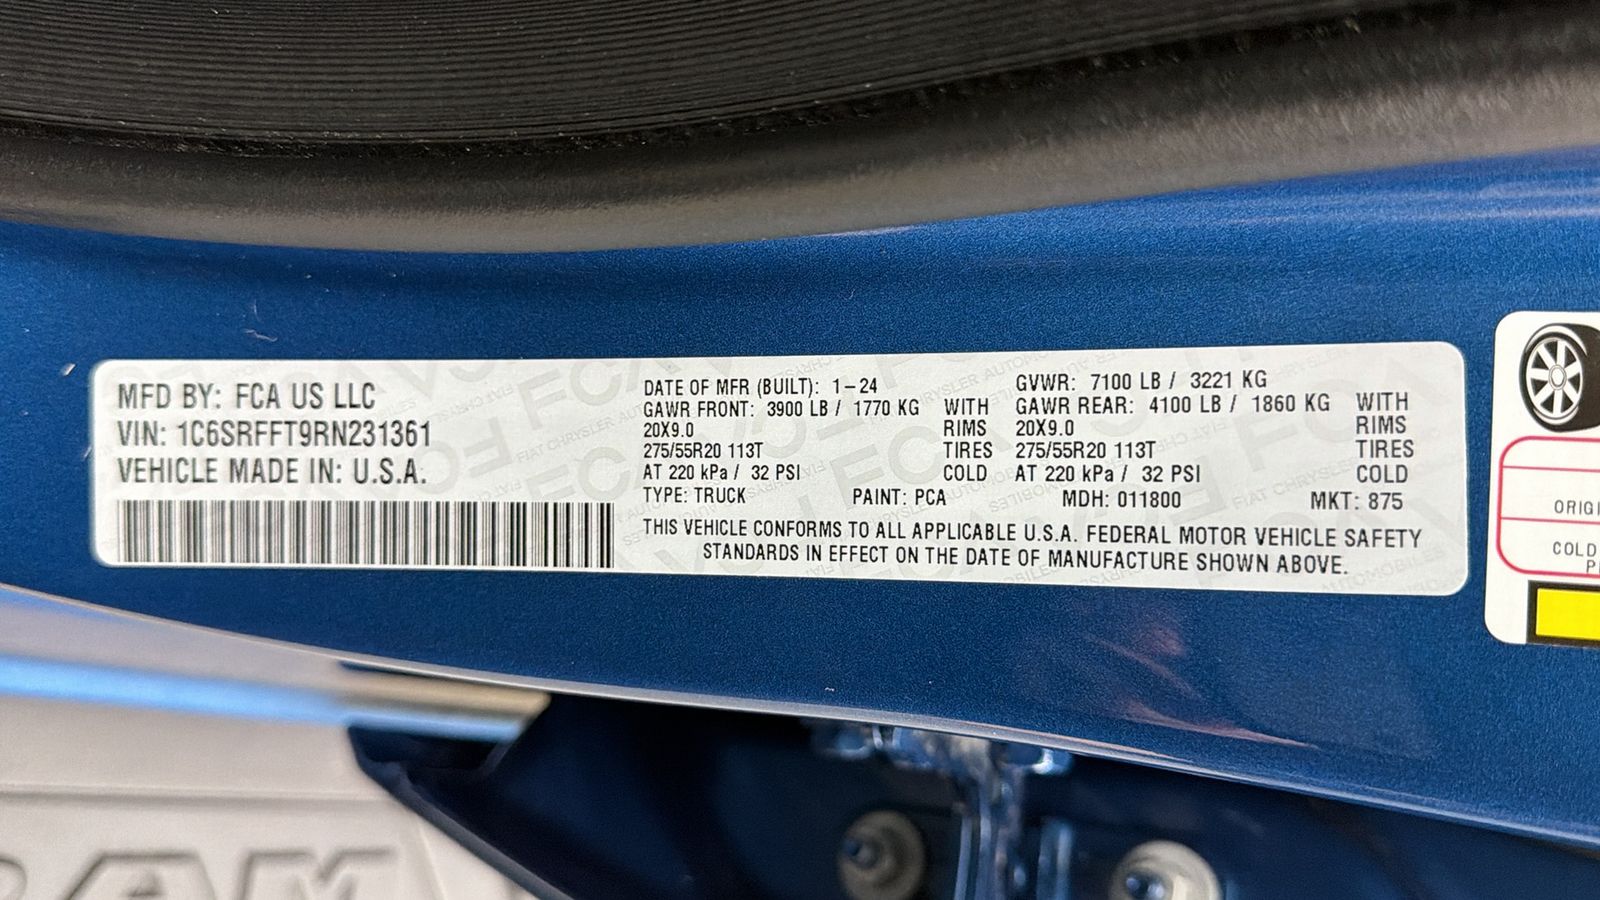 MFD BY: FCA US LLC
VIN: 1C6SRFFT9RN231361
VEHICLE MADE IN: U.S.A.
DATE OF MFR (BUILT): 1-24
GAWR FRONT: 3900 LB / 1770 KG WITH
20X9.0 RIMS
275/55R20 113T TIRES
AT 220 kPa / 32 PSI COLD
GVWR: 7100 LB / 3221 KG
GAWR REAR: 4100 LB / 1860 KG WITH
20X9.0 RIMS
275/55R20 113T TIRES
AT 220 kPa / 32 PSI COLD
TYPE: TRUCK PAINT: PCA MDH: 011800 MKT: 875
THIS VEHICLE CONFORMS TO ALL APPLICABLE U.S.A. FEDERAL MOTOR VEHICLE SAFETY
STANDARDS IN EFFECT ON THE DATE OF MANUFACTURE SHOWN ABOVE.
COLD
RAM